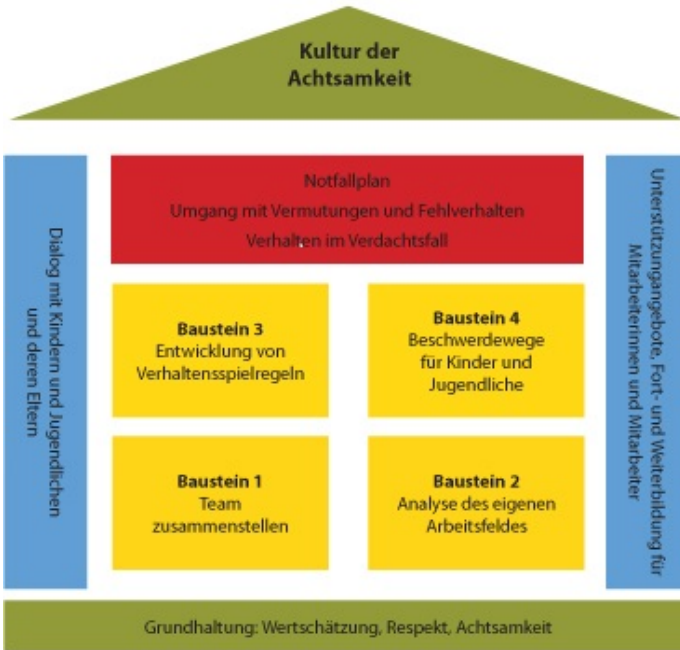 Kultur der
Achtsamkeit
Dialog mit Kindern und Jugendlichen
und deren Eltern
Notfallplan
Umgang mit Vermutungen und Fehlverhalten
Verhalten im Verdachtsfall
Unterstützungangebote, Fort- und Weiterbildung für
Mitarbeiterinnen und Mitarbeiter
Baustein 3
Entwicklung von
Verhaltensspielregeln
Baustein 4
Beschwerdewege
für Kinder und
Jugendliche
Baustein 1
Team
zusammenstellen
Baustein 2
Analyse des eigenen
Arbeitsfeldes
Grundhaltung: Wertschätzung, Respekt, Achtsamkeit